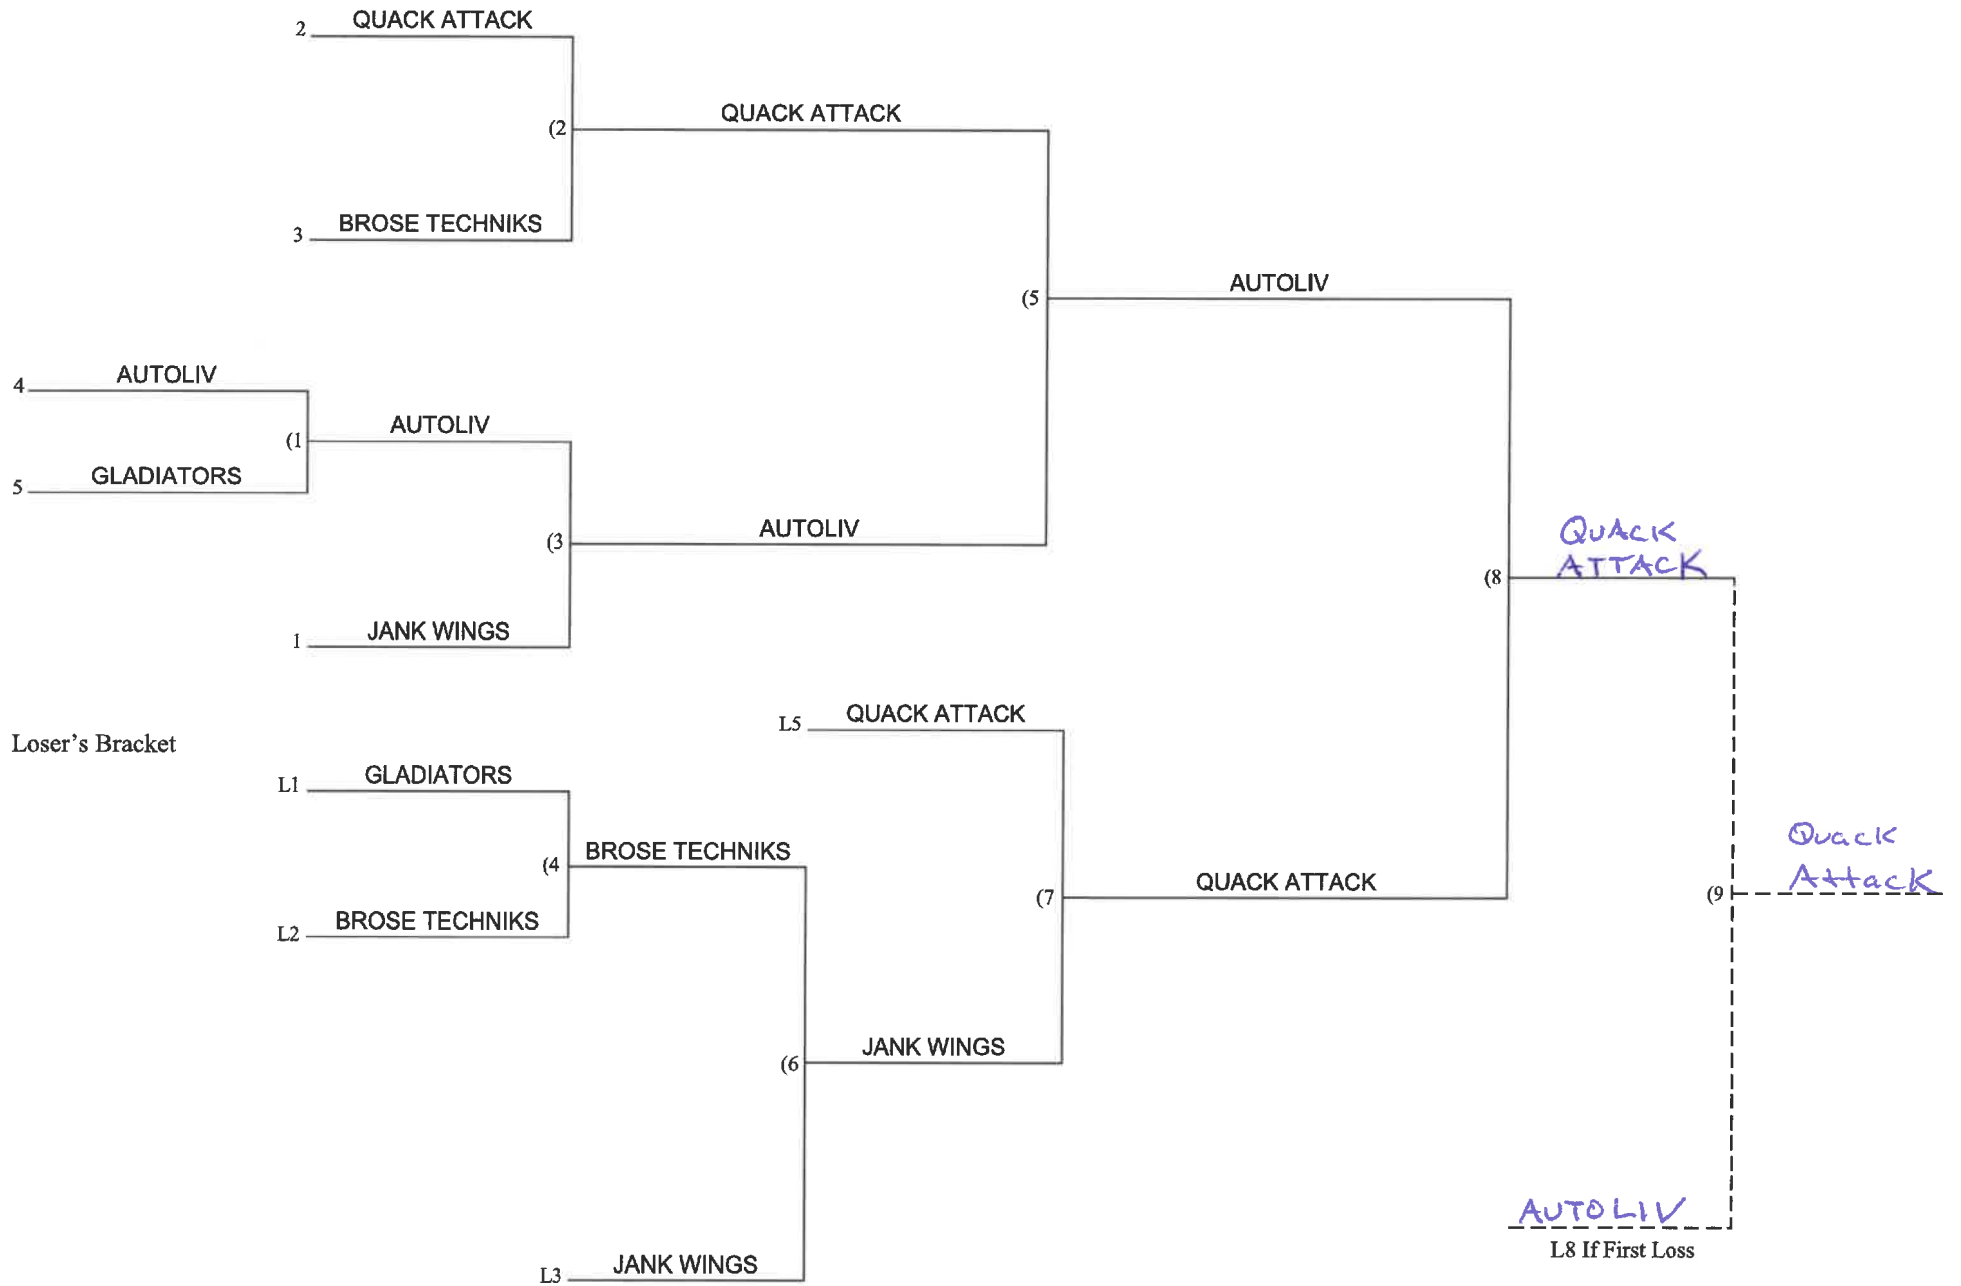 2 QUACK ATTACK
(2 QUACK ATTACK
3 BROSE TECHNIKS
(5 AUTOLIV
4 AUTOLIV
(1 AUTOLIV
5 GLADIATORS
(3 AUTOLIV
1 JANK WINGS
(8 QUACK
ATTACK
Loser's Bracket
L5 QUACK ATTACK
L1 GLADIATORS
(4 BROSE TECHNIKS
L2 BROSE TECHNIKS
(7 QUACK ATTACK
(6 JANK WINGS
L3 JANK WINGS
(9 Quack
Attack
AUTOLIV
L8 If First Loss